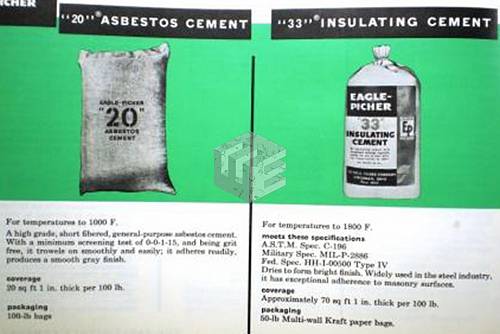 ICHER
"20"® ASBESTOS CEMENT
EAGLE-PICHER
"20"
ASBESTOS
CEMENT
For temperatures to 1000 F.
A high grade, short fibered, general-purpose asbestos cement.
With a minimum screening test of 0-0-1-15, and being grit
free, it trowels on smoothly and easily; it adheres readily,
produces a smooth gray finish.
coverage
20 sq ft 1 in. thick per 100 lb.
packaging
100-lb bags
"33"® INSULATING CEMENT
EAGLE-
PICHER
"33"
INSULATING
CEMENT
EP
For temperatures to 1800 F.
meets these specifications
A.S.T.M. Spec. C-196
Military Spec. MIL-P-2886
Fed. Spec. HH-I-00500 Type IV
Dries to form bright finish. Widely used in the steel industry,
it has exceptional adherence to masonry surfaces.
coverage
Approximately 70 sq ft 1 in. thick per 100 lb.
packaging
50-lb Multi-wall Kraft paper bags.